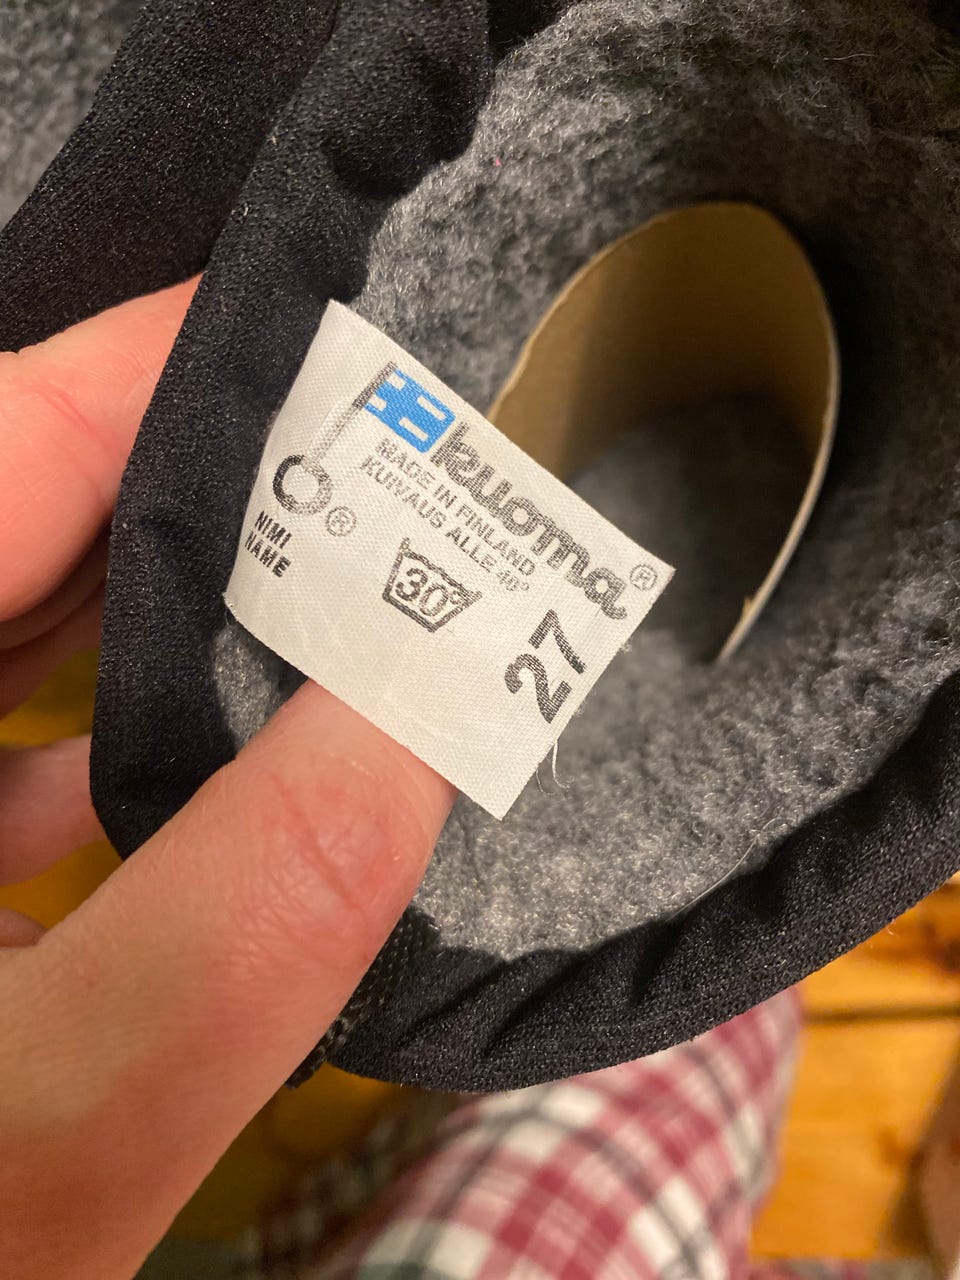 kuoma®
MADE IN FINLAND
KUIVAUS ALLE 40°
®
30°
NIMI
NAME
27